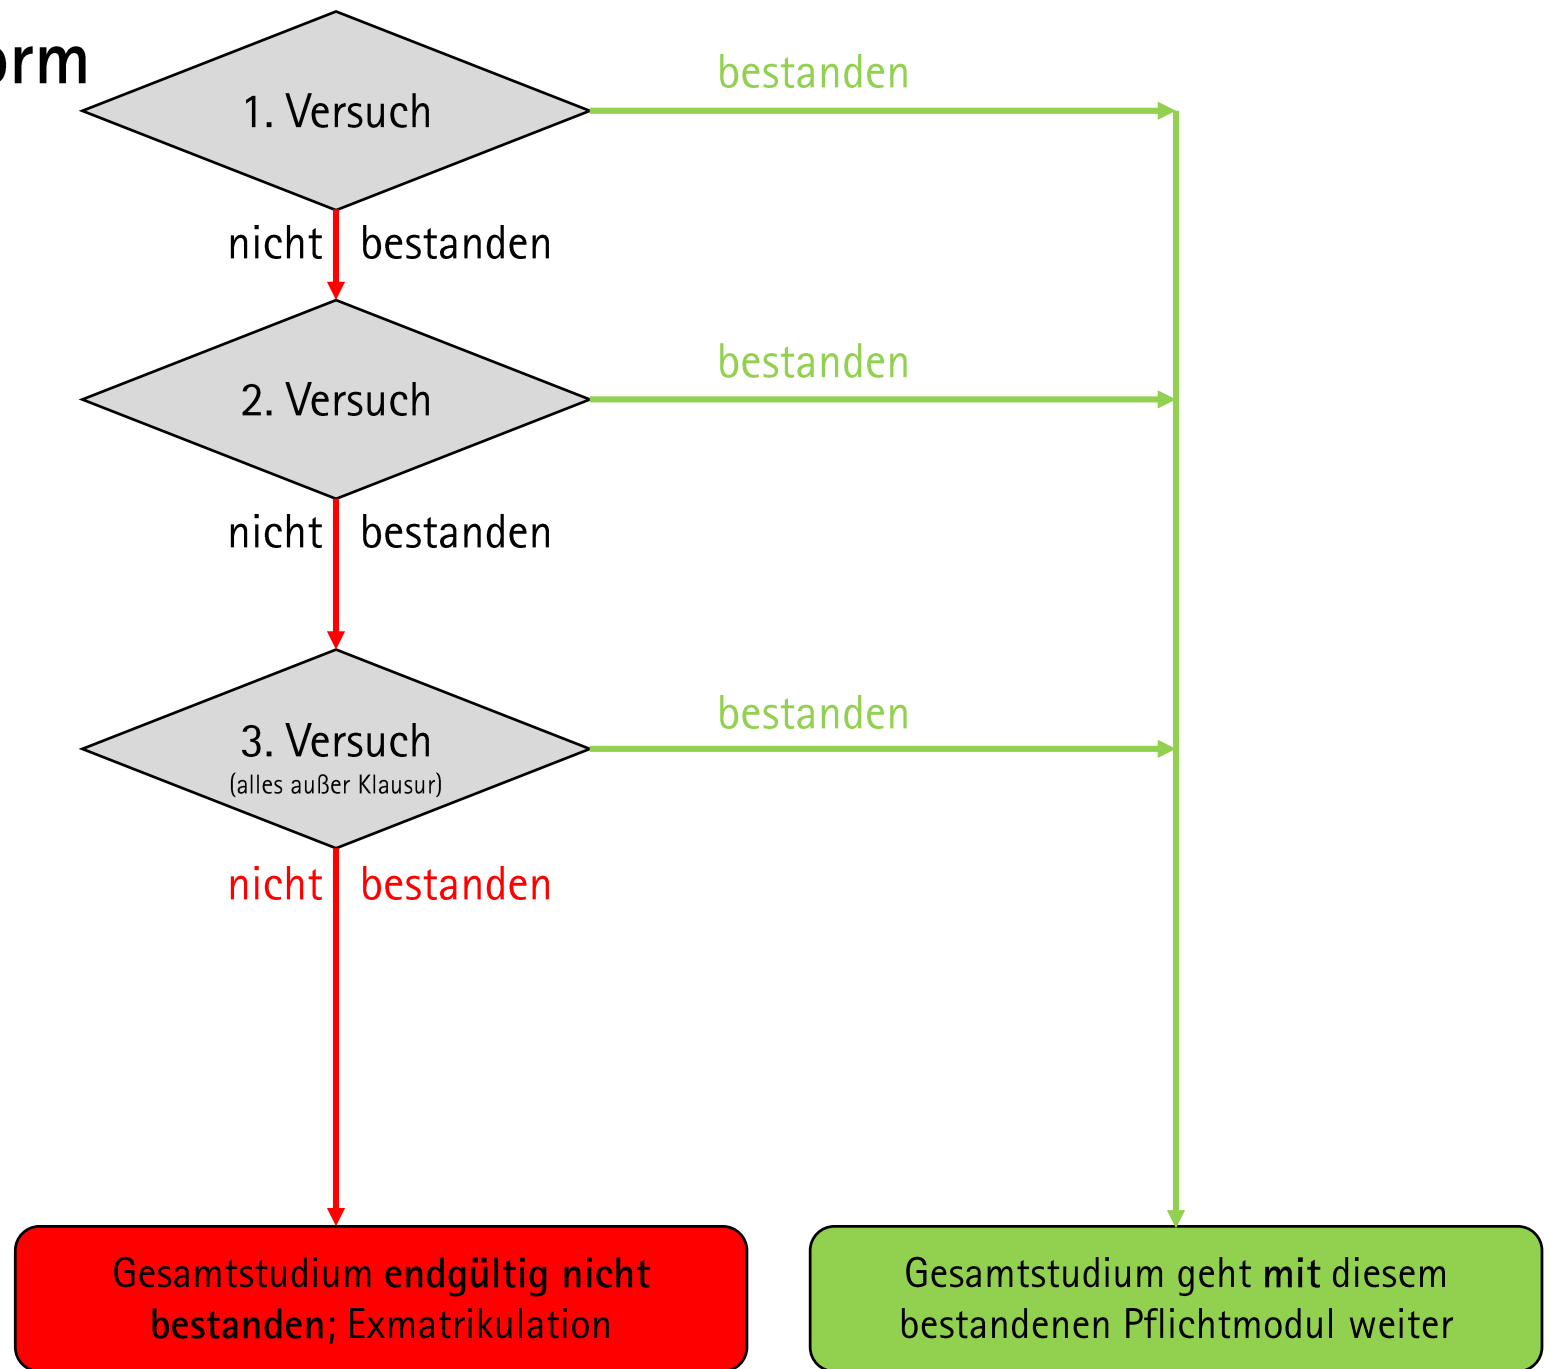 orm
1. Versuch
bestanden
nicht bestanden
2. Versuch
bestanden
nicht bestanden
3. Versuch
(alles außer Klausur)
bestanden
nicht bestanden
Gesamtstudium endgültig nicht
bestanden; Exmatrikulation
Gesamtstudium geht mit diesem
bestandenen Pflichtmodul weiter